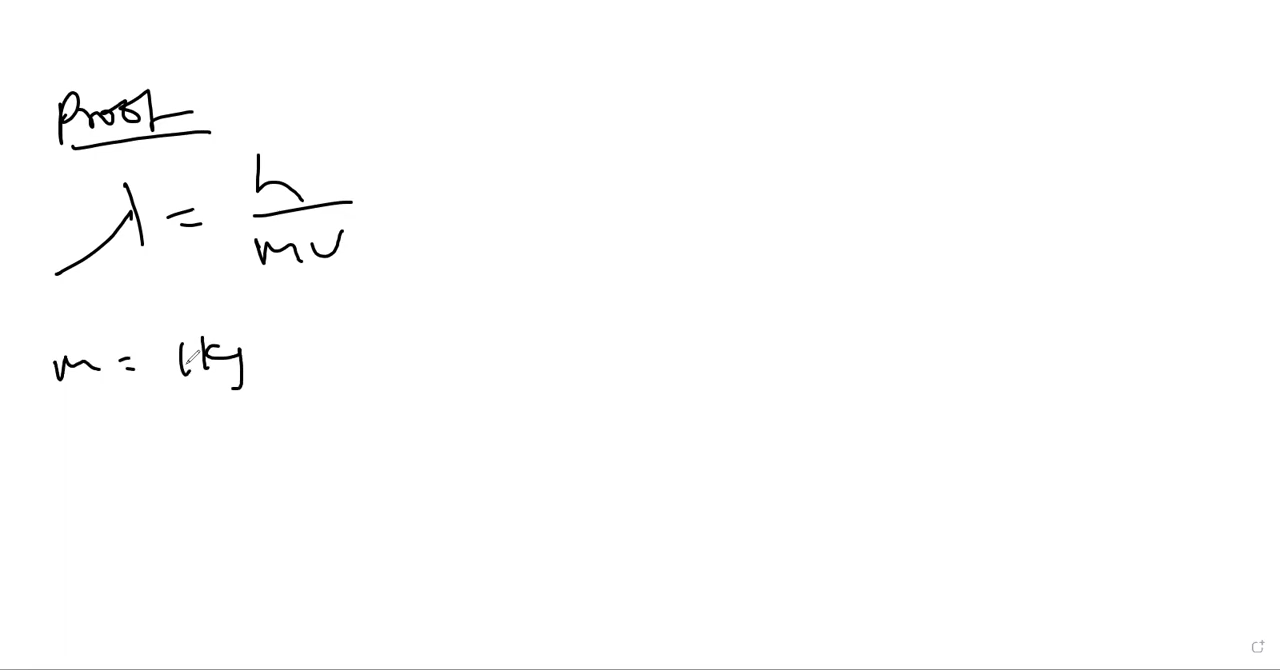 Proof
λ = h/mv
m = 1kg